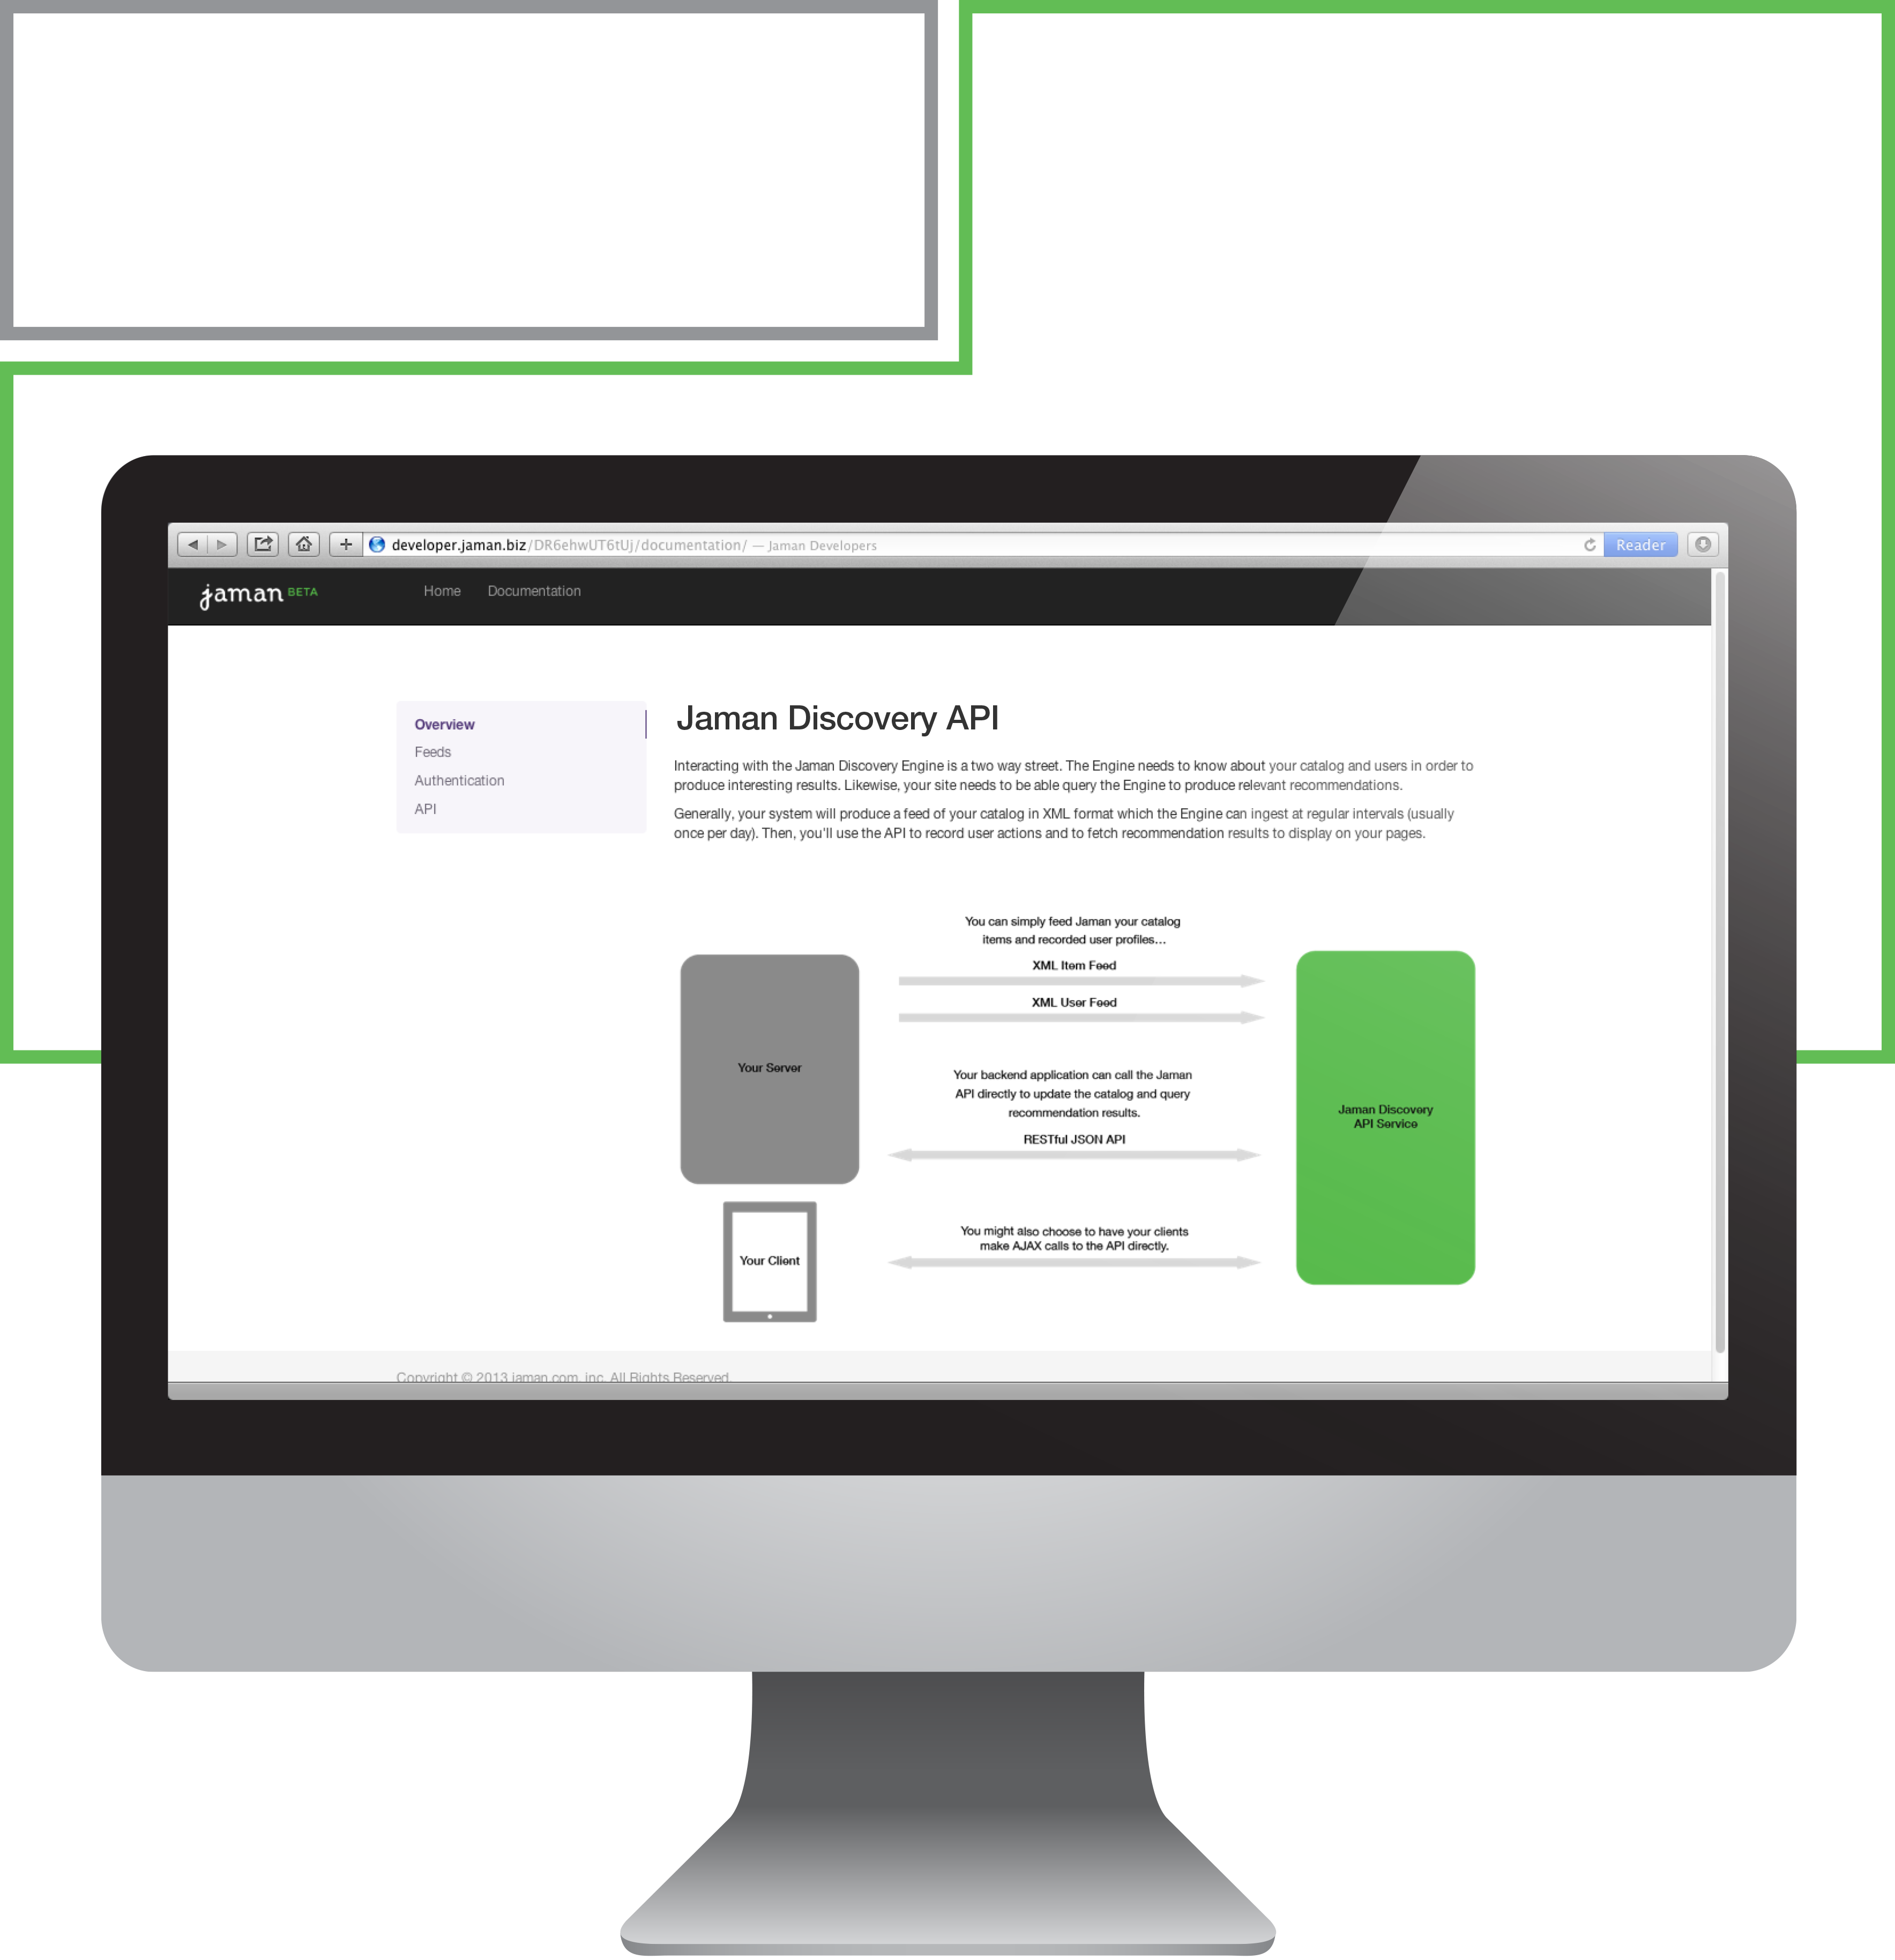 developer.jaman.biz/DR6ehwUT6tUj/documentation/ — Jaman Developers
Reader
jaman BETA
Home
Documentation
Overview
Feeds
Authentication
API
Jaman Discovery API
Interacting with the Jaman Discovery Engine is a two way street. The Engine needs to know about your catalog and users in order to
produce interesting results. Likewise, your site needs to be able query the Engine to produce relevant recommendations.
Generally, your system will produce a feed of your catalog in XML format which the Engine can ingest at regular intervals (usually
once per day). Then, you'll use the API to record user actions and to fetch recommendation results to display on your pages.
You can simply feed Jaman your catalog
items and recorded user profiles...
XML Item Feed
XML User Feed
Your Server
Your backend application can call the Jaman
API directly to update the catalog and query
recommendation results.
RESTful JSON API
Jaman Discovery
API Service
You might also choose to have your clients
make AJAX calls to the API directly.
Your Client
Copyright © 2013 jaman.com, inc. All Rights Reserved.